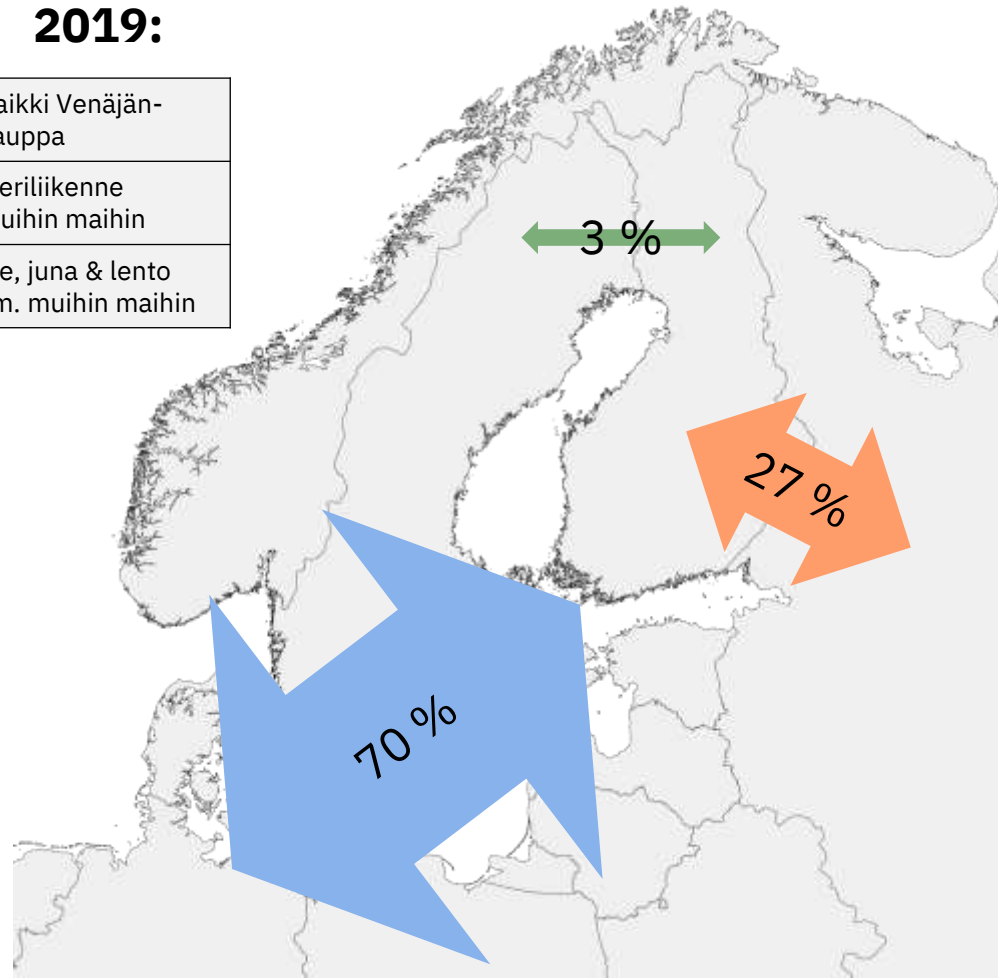 2019:
aikki Venäjän-
auppa
eriliikenne
uihin maihin
e, juna & lento
m. muihin maihin
3 %
27 %
70 %